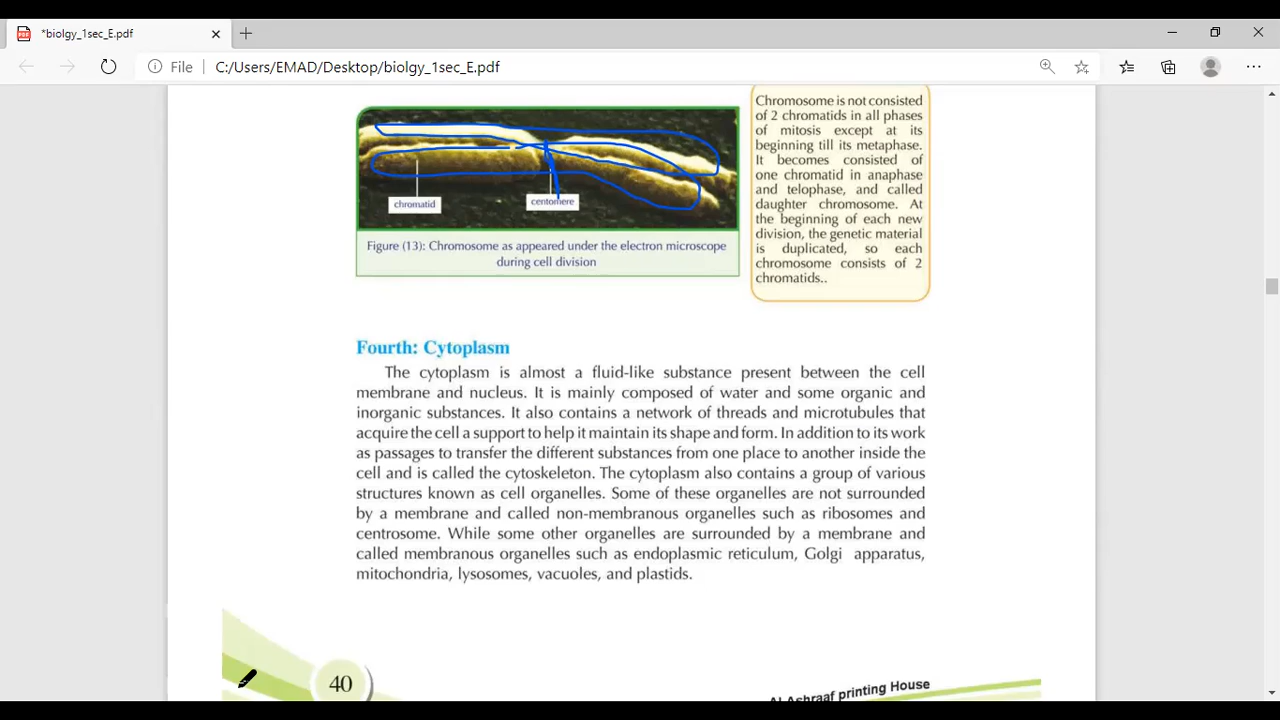 *biolgy_1sec_E.pdf
File C:/Users/EMAD/Desktop/biolgy_1sec_E.pdf
chromatid
centomere
Figure (13): Chromosome as appeared under the electron microscope
during cell division
Chromosome is not consisted
of 2 chromatids in all phases
of mitosis except at its
beginning till its metaphase.
It becomes consisted of
one chromatid in anaphase
and telophase, and called
daughter chromosome. At
the beginning of each new
division, the genetic material
is duplicated, so each
chromosome consists of 2
chromatids..
Fourth: Cytoplasm
The cytoplasm is almost a fluid-like substance present between the cell
membrane and nucleus. It is mainly composed of water and some organic and
inorganic substances. It also contains a network of threads and microtubules that
acquire the cell a support to help it maintain its shape and form. In addition to its work
as passages to transfer the different substances from one place to another inside the
cell and is called the cytoskeleton. The cytoplasm also contains a group of various
structures known as cell organelles. Some of these organelles are not surrounded
by a membrane and called non-membranous organelles such as ribosomes and
centrosome. While some other organelles are surrounded by a membrane and
called membranous organelles such as endoplasmic reticulum, Golgi apparatus,
mitochondria, lysosomes, vacuoles, and plastids.
40
Al Ashraaf printing House